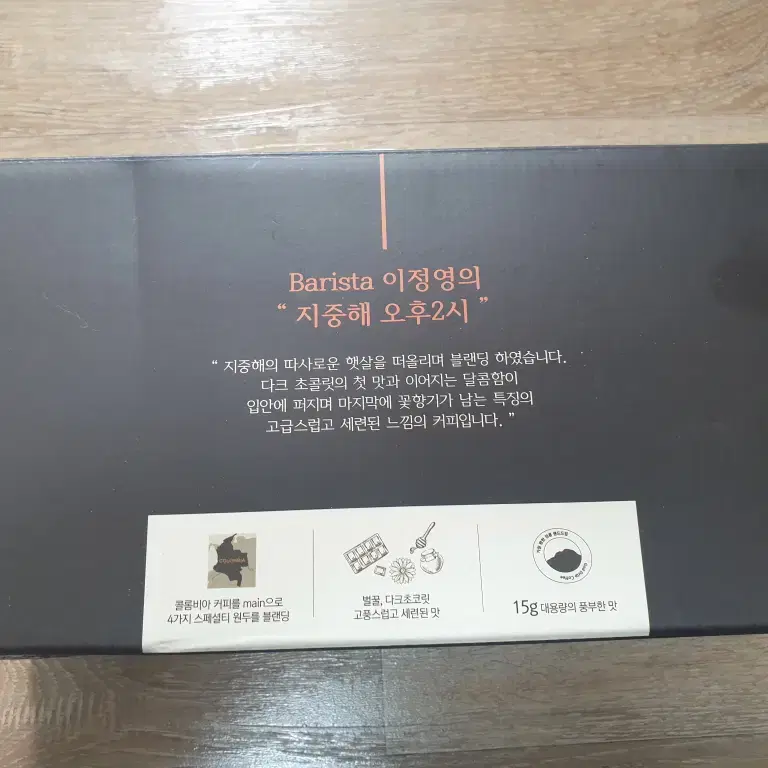 Barista 이정영의
“ 지중해 오후2시 ”
“ 지중해의 따사로운 햇살을 떠올리며 블랜딩 하였습니다.
다크 초콜릿의 첫 맛과 이어지는 달콤함이
입안에 퍼지며 마지막에 꽃향기가 남는 특징의
고급스럽고 세련된 느낌의 커피입니다. ”
COLOMBIA
콜롬비아 커피를 main으로
4가지 스페셜티 원두를 블랜딩
벌꿀, 다크초코릿
고풍스럽고 세련된 맛
15g 대용량의 풍부한 맛